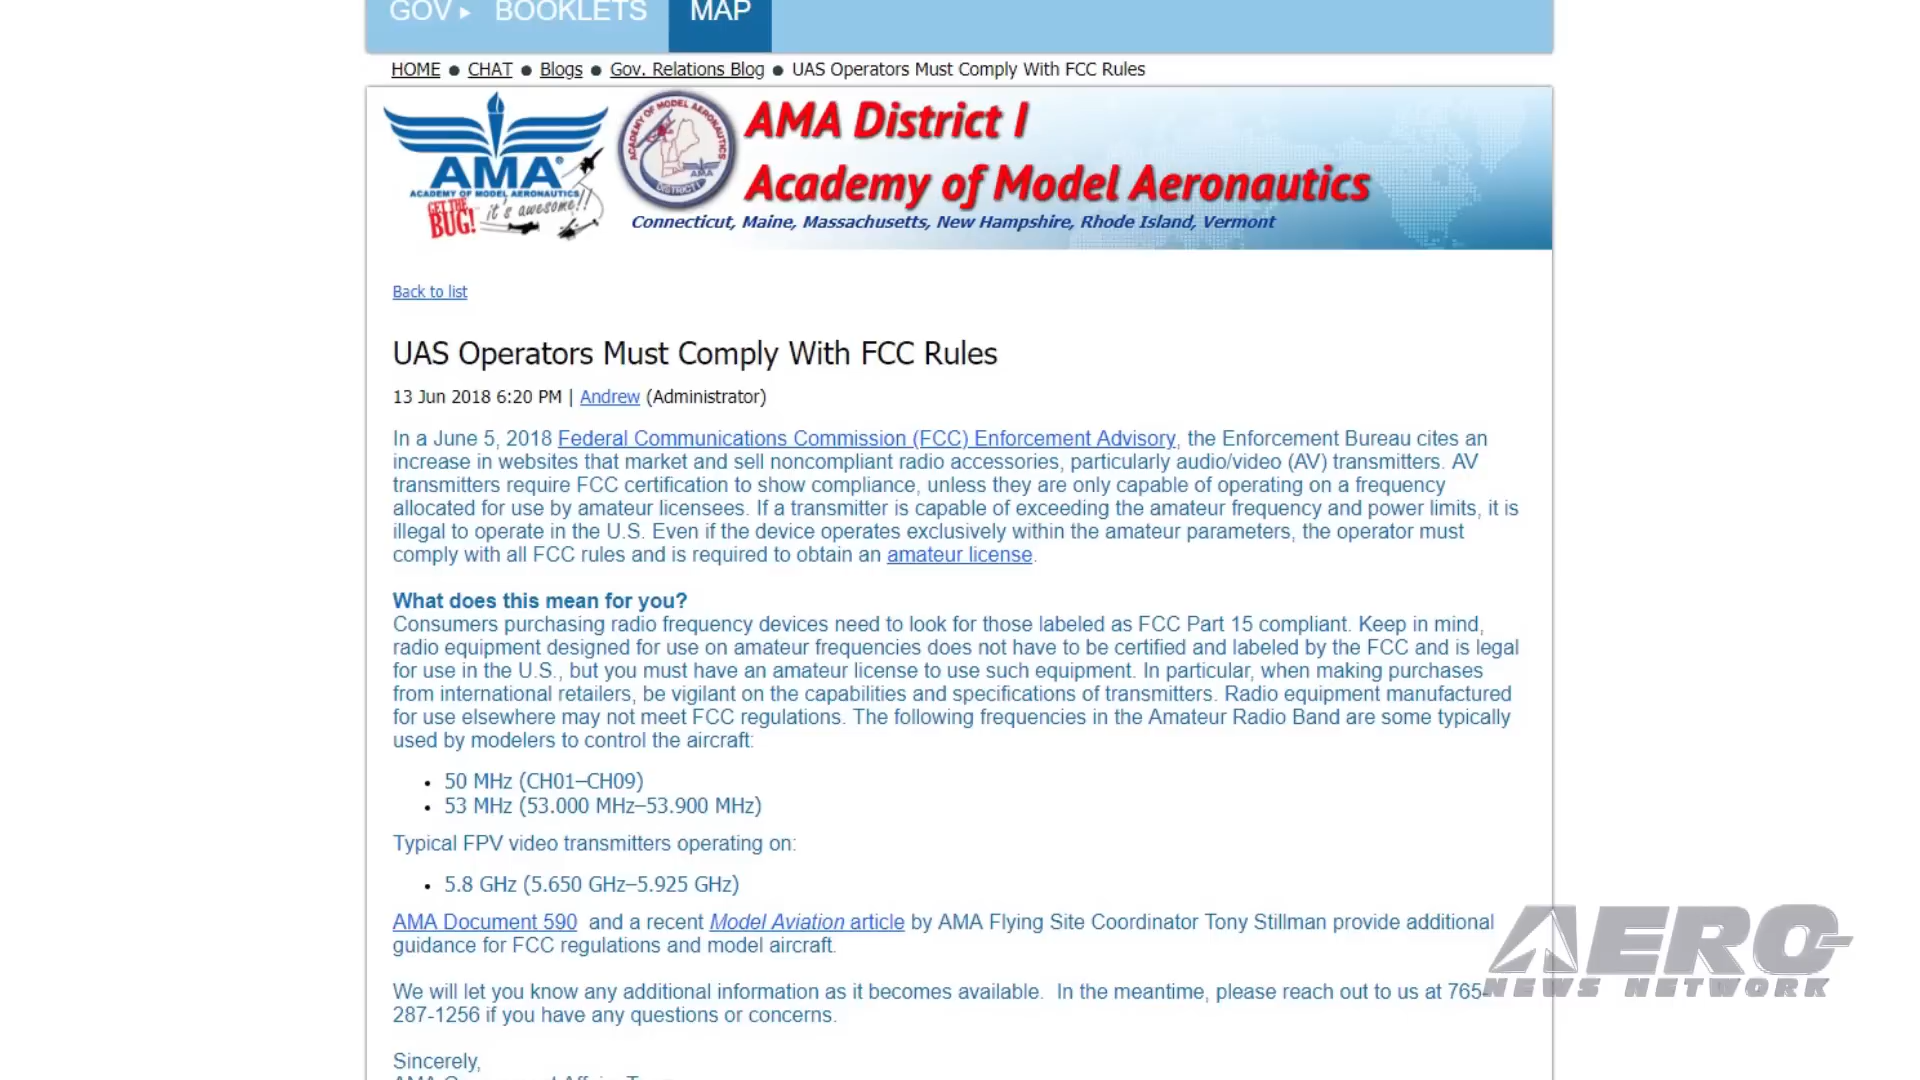 GOV ▸ BOOKLETS MAP
HOME ● CHAT ● Blogs ● Gov. Relations Blog ● UAS Operators Must Comply With FCC Rules
AMA®
ACADEMY OF MODEL AERONAUTICS
GET THE BUG! it's awesome!!
ACADEMY OF MODEL AERONAUTICS
AMA
DISTRICT I
AMA District I
Academy of Model Aeronautics
Connecticut, Maine, Massachusetts, New Hampshire, Rhode Island, Vermont
Back to list
UAS Operators Must Comply With FCC Rules
13 Jun 2018 6:20 PM | Andrew (Administrator)
In a June 5, 2018 Federal Communications Commission (FCC) Enforcement Advisory, the Enforcement Bureau cites an
increase in websites that market and sell noncompliant radio accessories, particularly audio/video (AV) transmitters. AV
transmitters require FCC certification to show compliance, unless they are only capable of operating on a frequency
allocated for use by amateur licensees. If a transmitter is capable of exceeding the amateur frequency and power limits, it is
illegal to operate in the U.S. Even if the device operates exclusively within the amateur parameters, the operator must
comply with all FCC rules and is required to obtain an amateur license.
What does this mean for you?
Consumers purchasing radio frequency devices need to look for those labeled as FCC Part 15 compliant. Keep in mind,
radio equipment designed for use on amateur frequencies does not have to be certified and labeled by the FCC and is legal
for use in the U.S., but you must have an amateur license to use such equipment. In particular, when making purchases
from international retailers, be vigilant on the capabilities and specifications of transmitters. Radio equipment manufactured
for use elsewhere may not meet FCC regulations. The following frequencies in the Amateur Radio Band are some typically
used by modelers to control the aircraft:
• 50 MHz (CH01–CH09)
• 53 MHz (53.000 MHz–53.900 MHz)
Typical FPV video transmitters operating on:
• 5.8 GHz (5.650 GHz–5.925 GHz)
AMA Document 590 and a recent Model Aviation article by AMA Flying Site Coordinator Tony Stillman provide additional
guidance for FCC regulations and model aircraft.
We will let you know any additional information as it becomes available. In the meantime, please reach out to us at 765-
287-1256 if you have any questions or concerns.
Sincerely,
AERO-
NEWS NETWORK